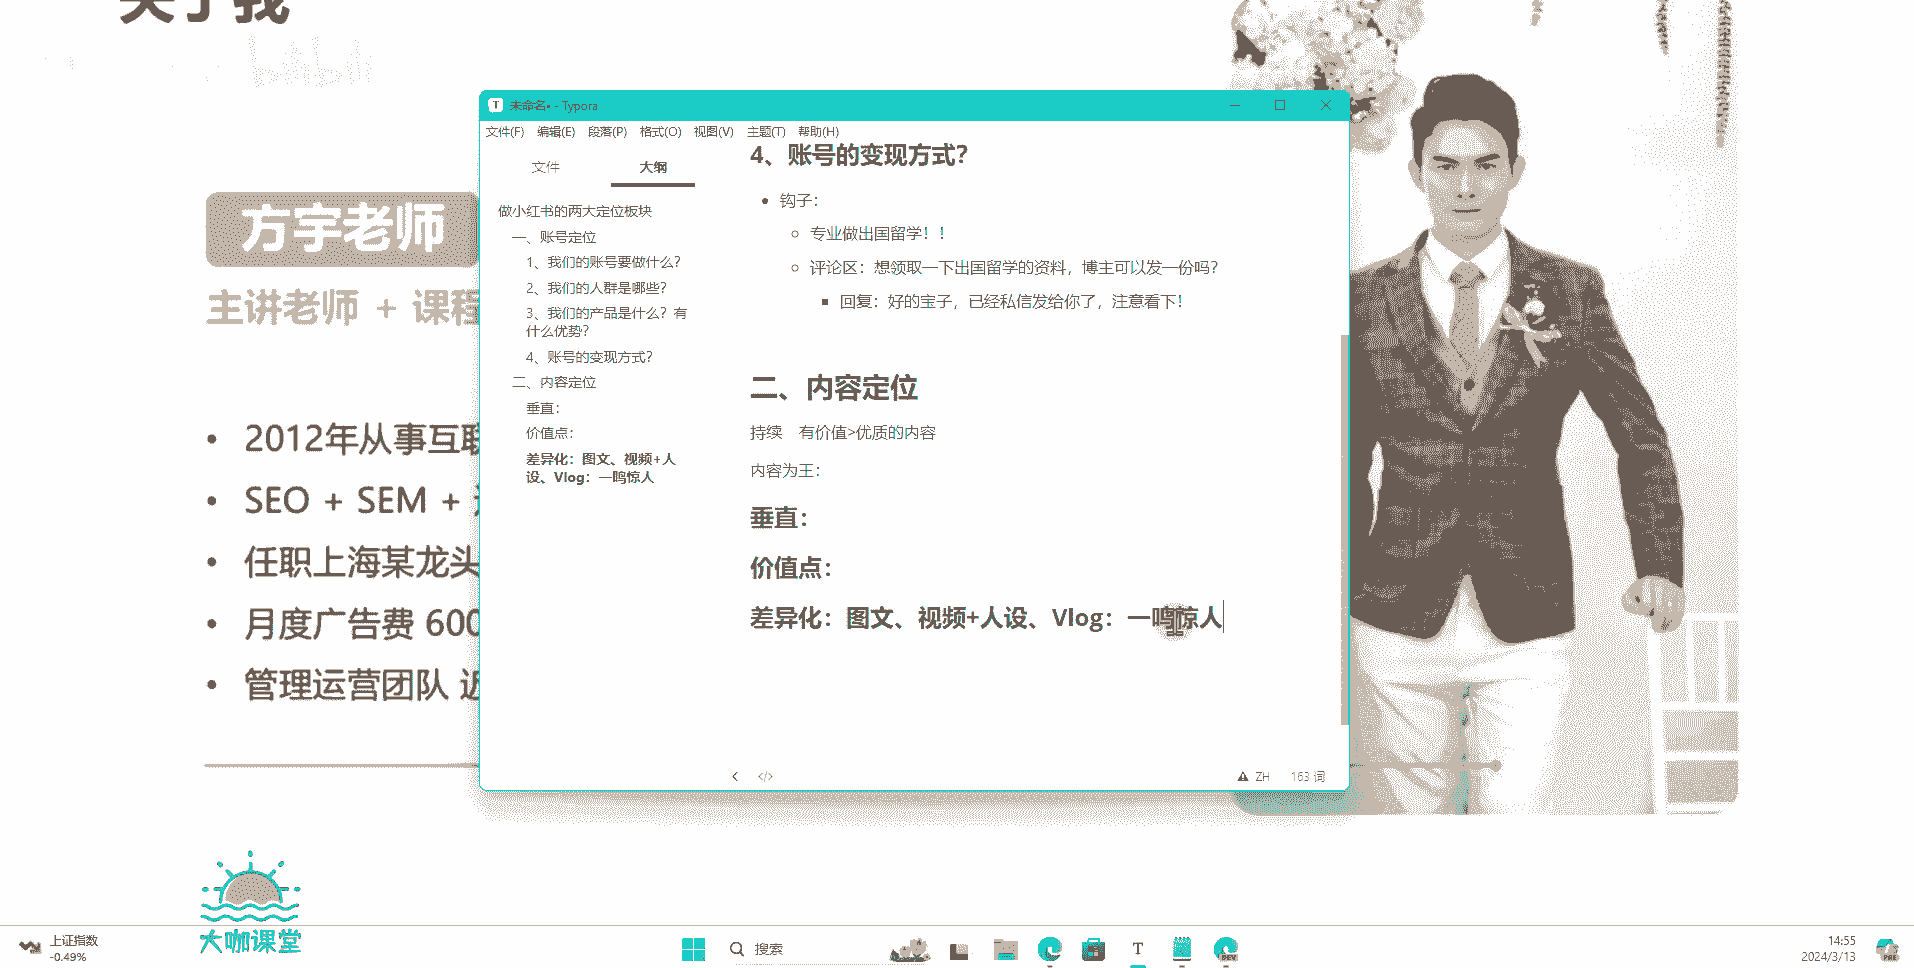 关于我
bilibili
方宇老师
主讲老师 + 课程
2012年从事互联
SEO + SEM +
任职上海某龙头
月度广告费 600
管理运营团队 近
大咖课堂
未命名• - Typora
文件(F) 编辑(E) 段落(P) 格式(O) 视图(V) 主题(T) 帮助(H)
文件 大纲
做小红书的两大定位板块
一、账号定位
1、我们的账号要做什么？
2、我们的人群是哪些？
3、我们的产品是什么？有
什么优势？
4、账号的变现方式？
二、内容定位
垂直：
价值点：
差异化：图文、视频+人
设、Vlog：一鸣惊人
4、账号的变现方式？
钩子：
专业做出国留学！！
评论区：想领取一下出国留学的资料，博主可以发一份吗？
回复：好的宝子，已经私信发给你了，注意看下！
二、内容定位
持续 有价值>优质的内容
内容为王：
垂直：
价值点：
差异化：图文、视频+人设、Vlog：一鸣惊人
ZH 163 词
上证指数
-0.49%
搜索
DEV
14:55
2024/3/13
PRE